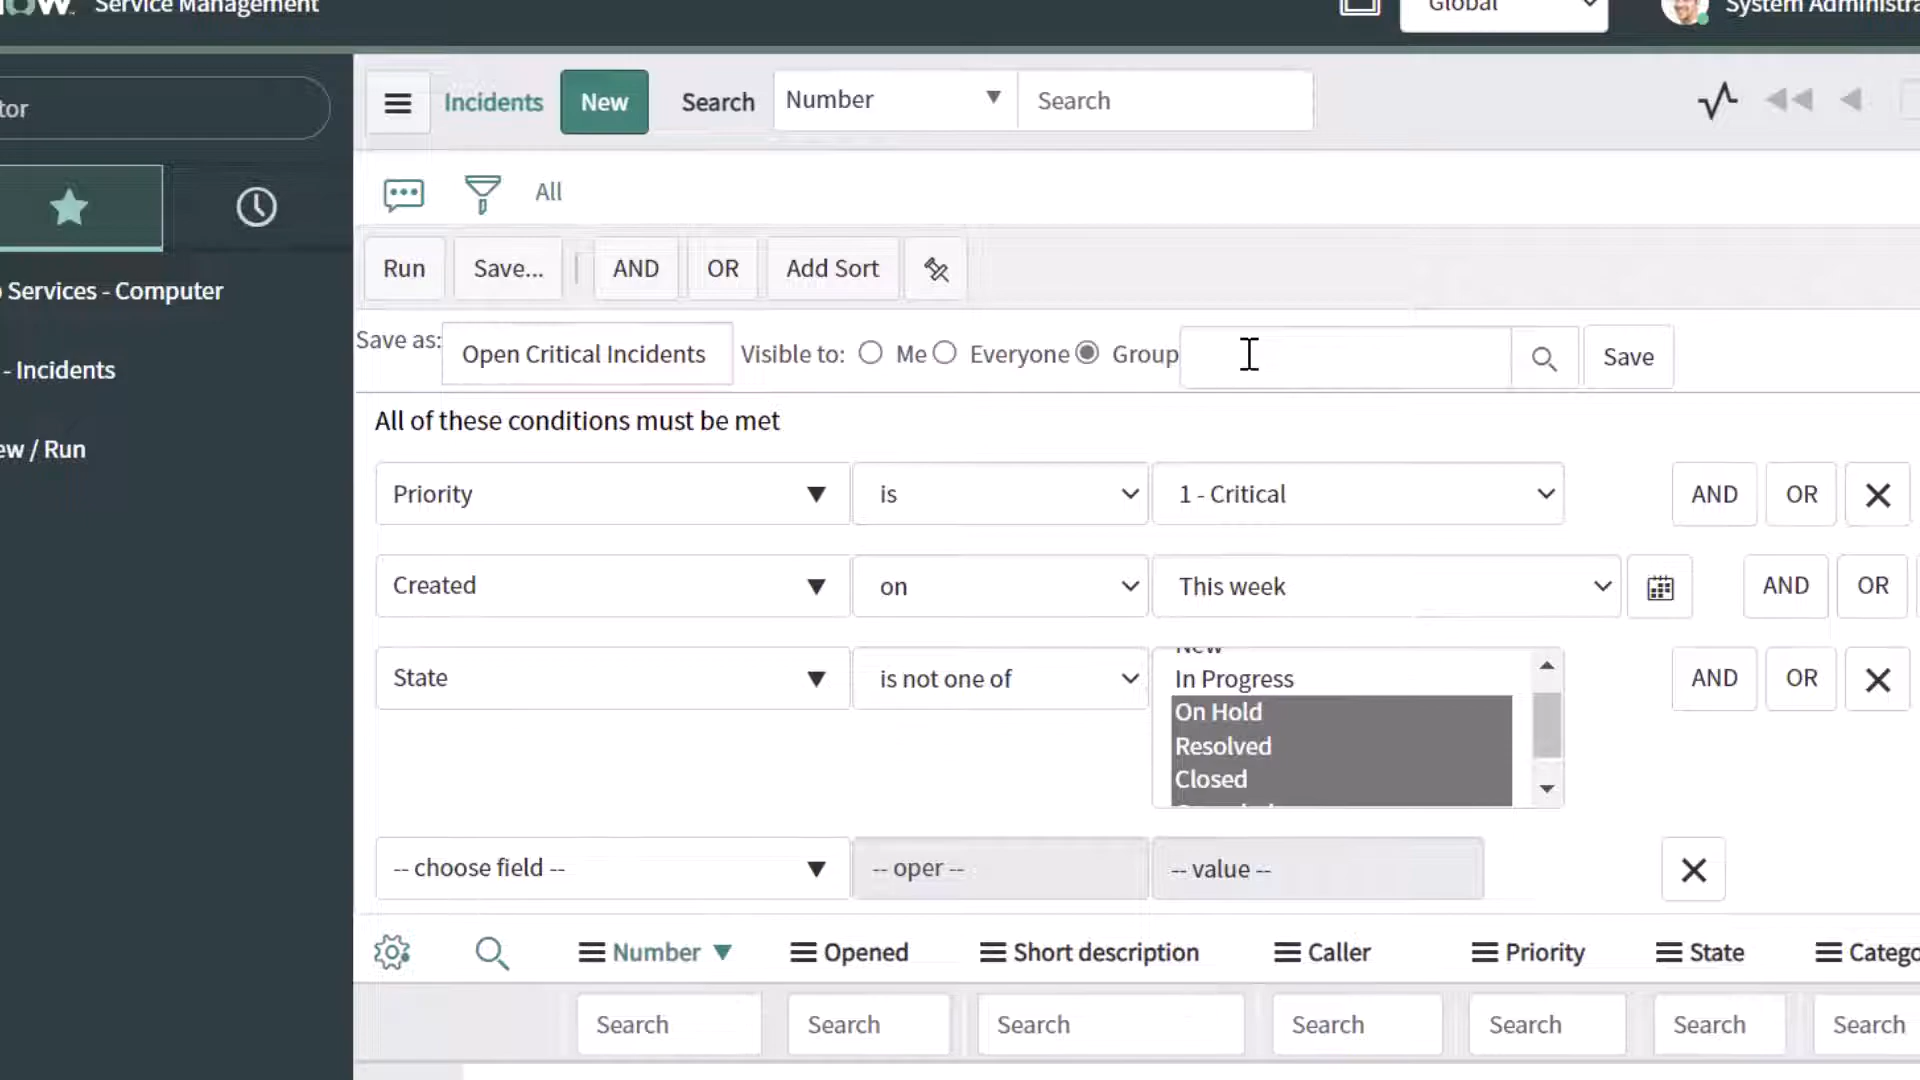 Service Management
Global
System Administra
tor
Incidents New Search Number Search
All
Services - Computer
Run Save... AND OR Add Sort
Save as: Open Critical Incidents Visible to: Me Everyone Group Save
- Incidents
All of these conditions must be met
ew / Run
Priority is 1 - Critical AND OR
Created on This week AND OR
State is not one of New AND OR
In Progress
On Hold
Resolved
Closed
-- choose field -- -- oper -- -- value --
Number Opened Short description Caller Priority State Catego
Search Search Search Search Search Search Search